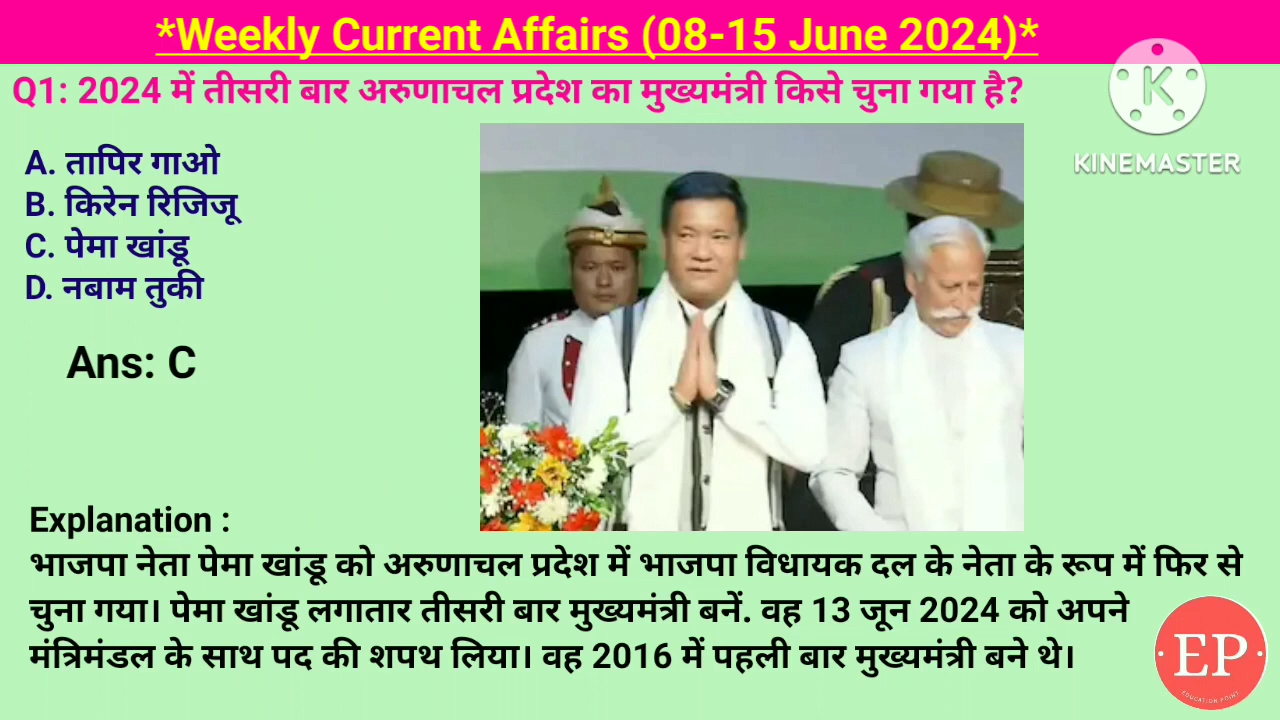 *Weekly Current Affairs (08-15 June 2024)*
Q1: 2024 में तीसरी बार अरुणाचल प्रदेश का मुख्यमंत्री किसे चुना गया है?
K
KINEMASTER
A. तापिर गाओ
B. किरेन रिजिजू
C. पेमा खांडू
D. नबाम तुकी
Ans: C
Explanation :
भाजपा नेता पेमा खांडू को अरुणाचल प्रदेश में भाजपा विधायक दल के नेता के रूप में फिर से
चुना गया। पेमा खांडू लगातार तीसरी बार मुख्यमंत्री बनें. वह 13 जून 2024 को अपने
मंत्रिमंडल के साथ पद की शपथ लिया। वह 2016 में पहली बार मुख्यमंत्री बने थे।
EP
EDUCATION POINT